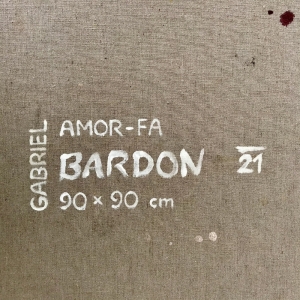 GABRIEL
AMOR-FA
BARDON 21
90 × 90 cm